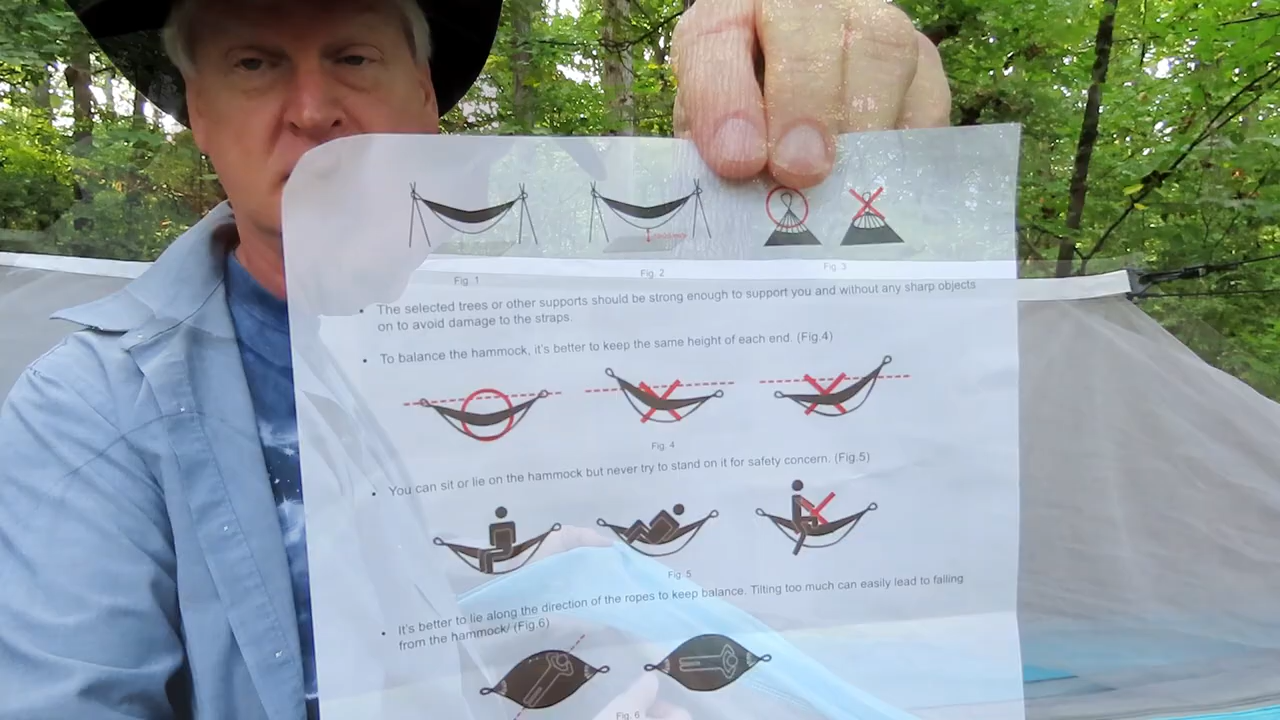 Fig. 1
Fig. 2
Fig. 3
• The selected trees or other supports should be strong enough to support you and without any sharp objects
on to avoid damage to the straps.
• To balance the hammock, it's better to keep the same height of each end. (Fig.4)
Fig. 4
• You can sit or lie on the hammock but never try to stand on it for safety concern. (Fig.5)
Fig. 5
• It's better to lie along the direction of the ropes to keep balance. Tilting too much can easily lead to falling
from the hammock/ (Fig.6)
Fig. 6